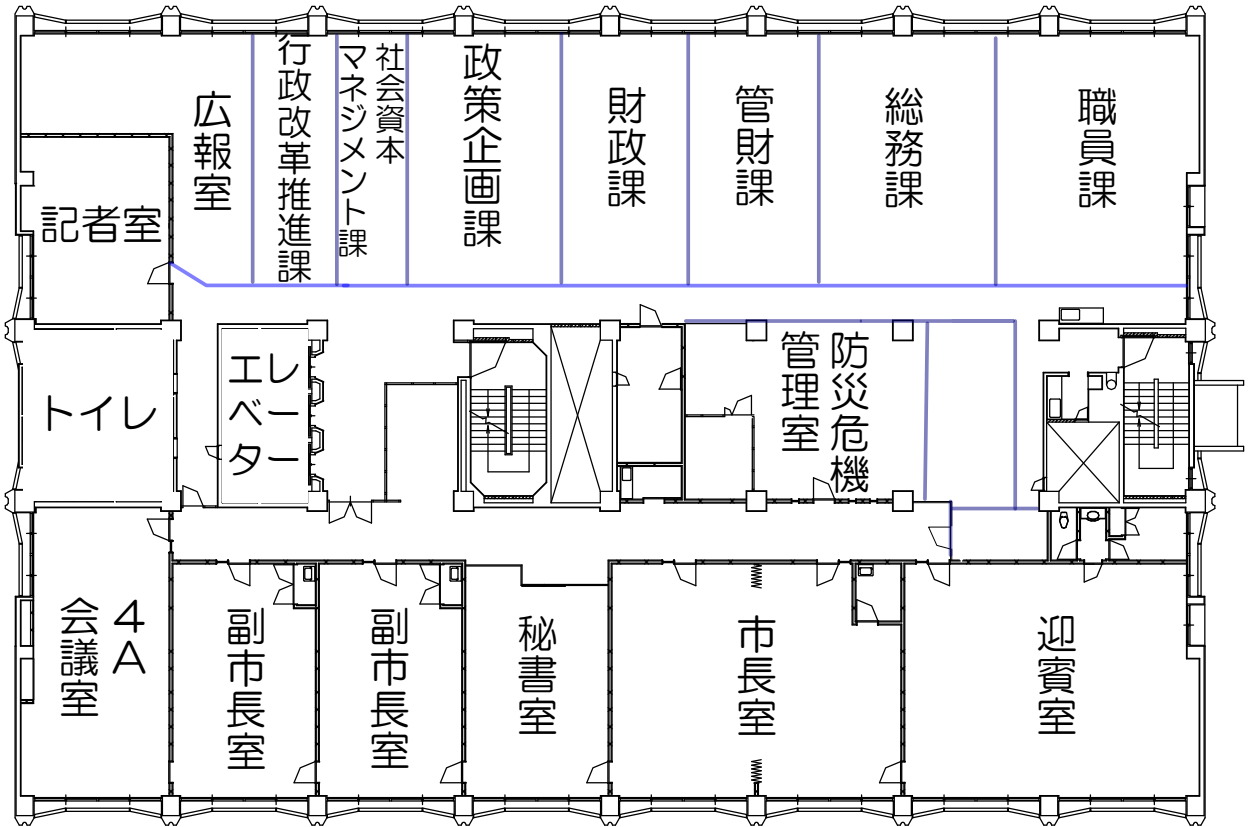 広報室
行政改革推進課
社会資本
マネジメント課
政策企画課
財政課
管財課
総務課
職員課
記者室
トイレ
エレ
ベー
ター
防災危機
管理室
4A
会議室
副市長室
副市長室
秘書室
市長室
迎賓室